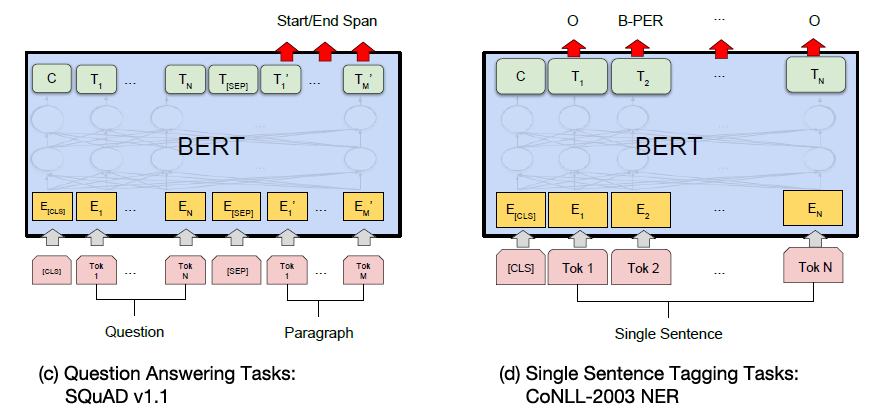 Start/End Span
C T1 ... TN T[SEP] T1' ... TM'
BERT
E[CLS] E1 ... EN E[SEP] E1' ... EM'
[CLS] Tok 1 ... Tok N [SEP] Tok 1 ... Tok M
Question Paragraph
(c) Question Answering Tasks:
SQuAD v1.1
O B-PER ... O
C T1 T2 ... TN
BERT
E[CLS] E1 E2 ... EN
[CLS] Tok 1 Tok 2 ... Tok N
Single Sentence
(d) Single Sentence Tagging Tasks:
CoNLL-2003 NER